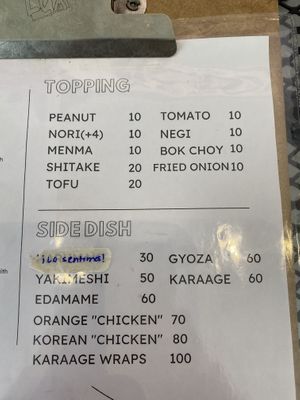 TOPPING
PEANUT 10 TOMATO 10
NORI(+4) 10 NEGI 10
MENMA 10 BOK CHOY 10
SHITAKE 20 FRIED ONION 10
TOFU 20
SIDE DISH
¡Lo sentimos! 30 GYOZA 60
YAKIMESHI 50 KARAAGE 60
EDAMAME 60
ORANGE "CHICKEN" 70
KOREAN "CHICKEN" 80
KARAAGE WRAPS 100